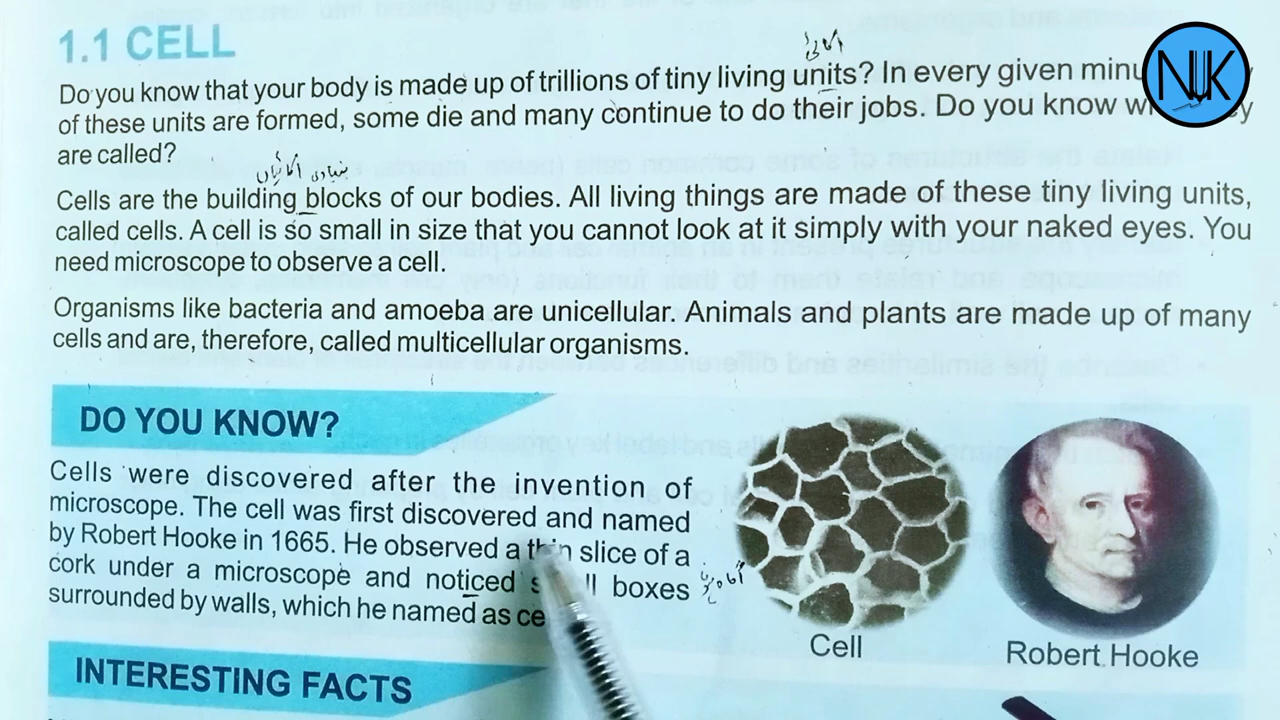 1.1 CELL
اکائی
Do you know that your body is made up of trillions of tiny living units? In every given minu
of these units are formed, some die and many continue to do their jobs. Do you know
are called?
بنیادی اکائیاں
Cells are the building blocks of our bodies. All living things are made of these tiny living units,
called cells. A cell is so small in size that you cannot look at it simply with your naked eyes. You
need microscope to observe a cell.
Organisms like bacteria and amoeba are unicellular. Animals and plants are made up of many
cells and are, therefore, called multicellular organisms.
DO YOU KNOW?
Cells were discovered after the invention of
microscope. The cell was first discovered and named
by Robert Hooke in 1665. He observed a thin slice of a
cork under a microscope and noticed boxes
surrounded by walls, which he named as ce
Cell
Robert Hooke
INTERESTING FACTS
NJK